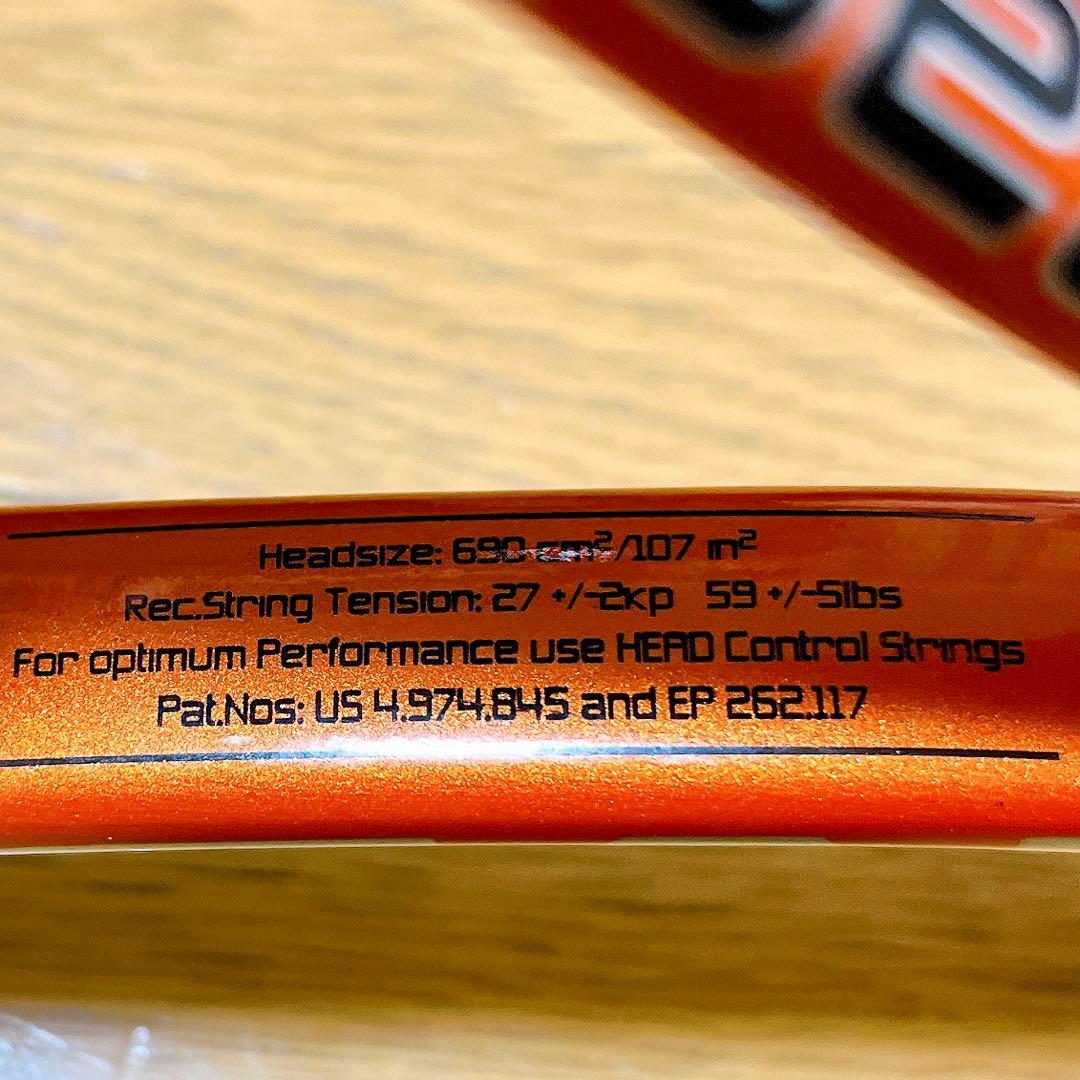 Headsize: 690 cm²/107 in²
Rec.String Tension: 27 +/-2kp 59 +/-5lbs
For optimum Performance use HEAD Control Strings
Pat.Nos: US 4.974.845 and EP 262.117